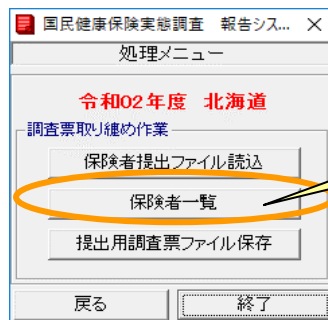 国民健康保険実態調査 報告シス...
処理メニュー
令和02年度 北海道
調査票取り纏め作業
保険者提出ファイル読込
保険者一覧
提出用調査票ファイル保存
戻る
終了